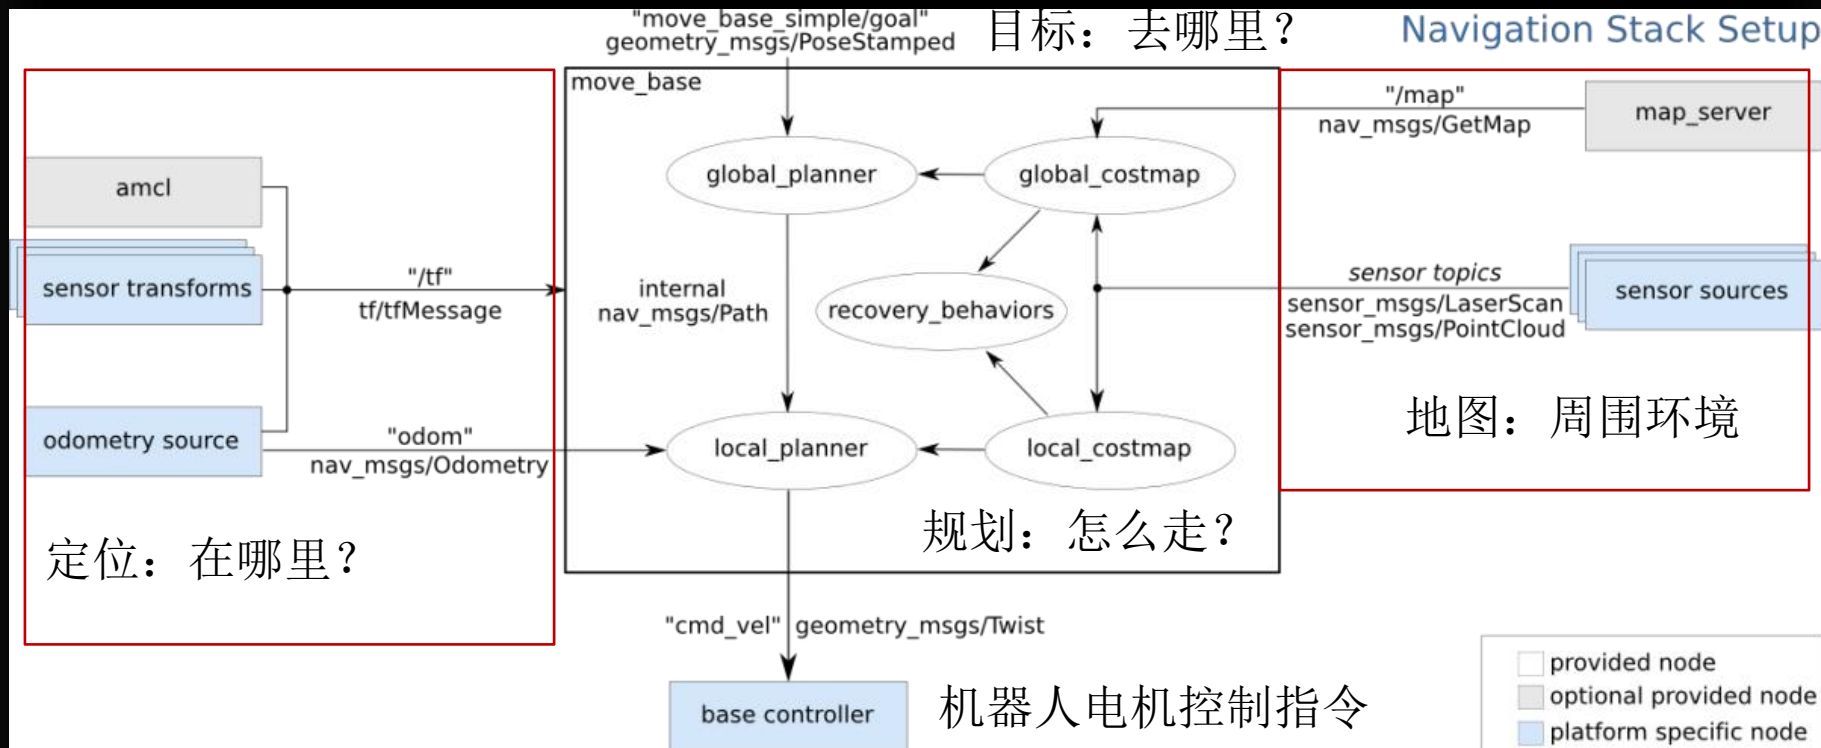 "move_base_simple/goal"
geometry_msgs/PoseStamped
目标：去哪里？
Navigation Stack Setup
move_base
"/map"
nav_msgs/GetMap
map_server
amcl
global_planner
global_costmap
sensor transforms
"/tf"
tf/tfMessage
internal
nav_msgs/Path
recovery_behaviors
sensor topics
sensor_msgs/LaserScan
sensor_msgs/PointCloud
sensor sources
地图：周围环境
odometry source
"odom"
nav_msgs/Odometry
local_planner
local_costmap
定位：在哪里？
规划：怎么走？
"cmd_vel" geometry_msgs/Twist
base controller
机器人电机控制指令
provided node
optional provided node
platform specific node